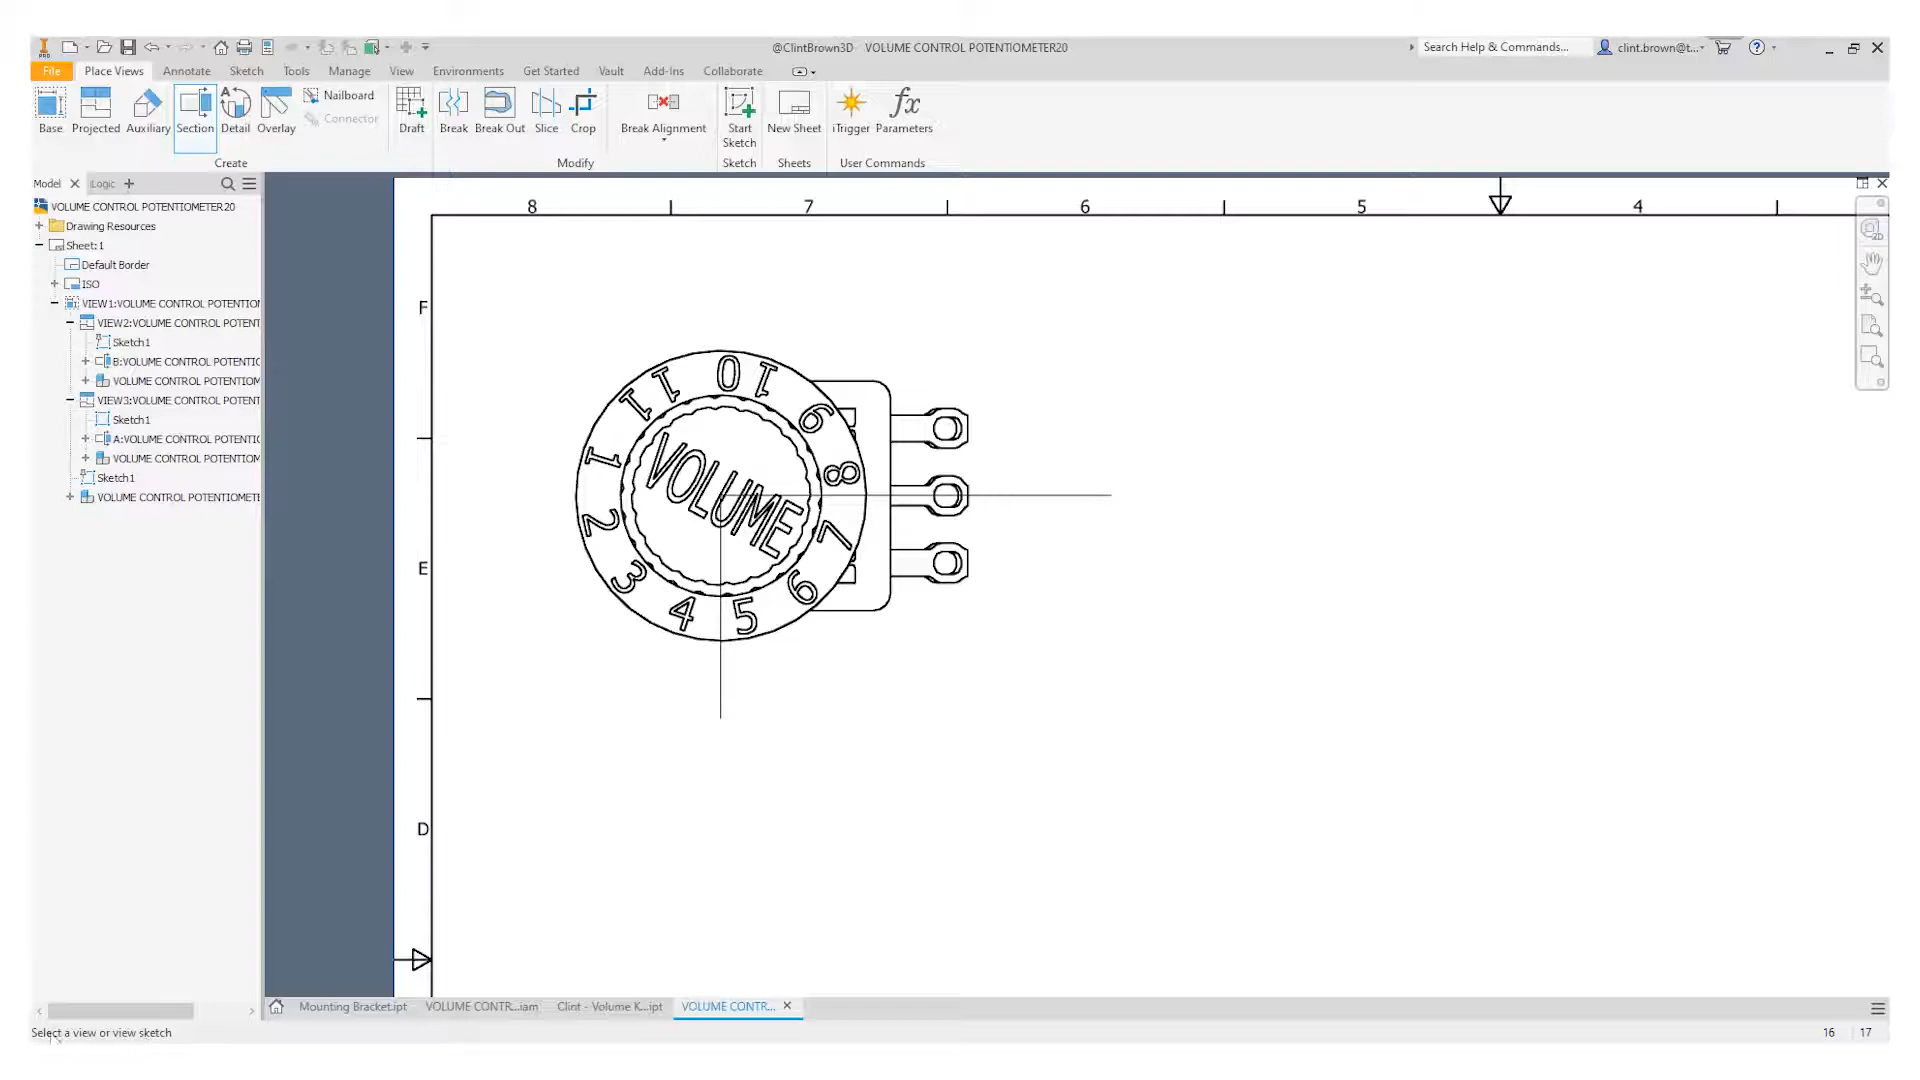 @ClintBrown3D VOLUME CONTROL POTENTIOMETER20
Search Help & Commands...
clint.brown@t...
File Place Views Annotate Sketch Tools Manage View Environments Get Started Vault Add-Ins Collaborate
Base Projected Auxiliary Section Detail Overlay
Nailboard
Connector
Draft Break Break Out Slice Crop Break Alignment
Start Sketch
New Sheet iTrigger Parameters
Create Modify Sketch Sheets User Commands
Model iLogic
VOLUME CONTROL POTENTIOMETER20
Drawing Resources
Sheet:1
Default Border
ISO
VIEW1:VOLUME CONTROL POTENTIO
VIEW2:VOLUME CONTROL POTENT
Sketch1
B:VOLUME CONTROL POTENTIO
VOLUME CONTROL POTENTIOM
VIEW3:VOLUME CONTROL POTENT
Sketch1
A:VOLUME CONTROL POTENTIO
VOLUME CONTROL POTENTIOM
Sketch1
VOLUME CONTROL POTENTIOMETE
8 7 6 5 4
F
E
D
VOLUME
1 2 3 4 5 6 7 8 9 10 11
Mounting Bracket.ipt VOLUME CONTR...iam Clint - Volume K...ipt VOLUME CONTR...
Select a view or view sketch
16 17